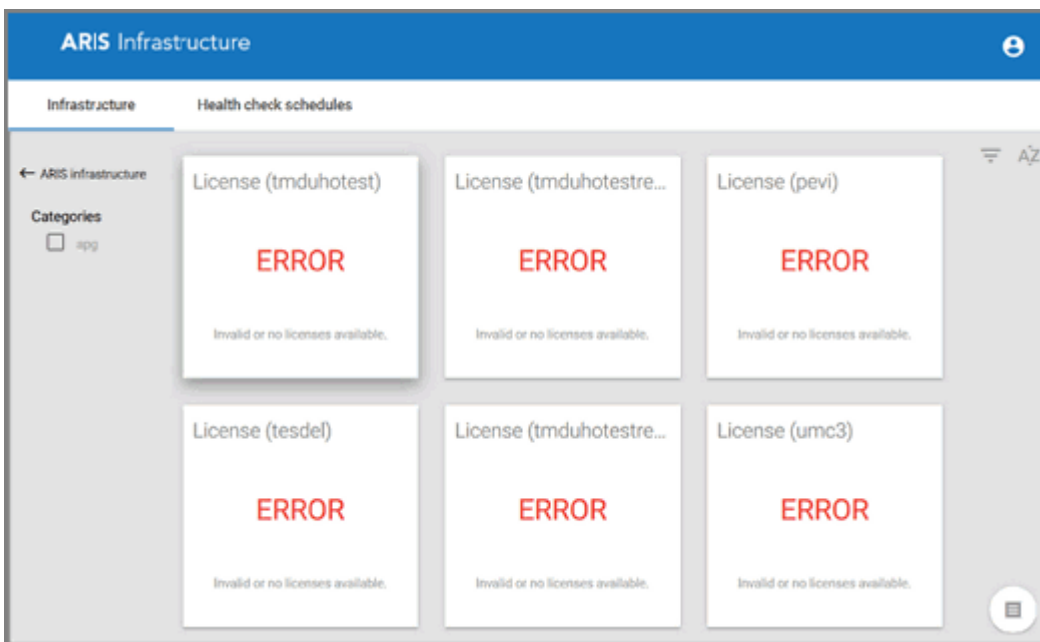 ARIS Infrastructure
Infrastructure Health check schedules
← ARIS infrastructure
Categories
apg
AZ
License (tmduhotest)
ERROR
Invalid or no licenses available.
License (tmduhotestre...
ERROR
Invalid or no licenses available.
License (pevi)
ERROR
Invalid or no licenses available.
License (tesdel)
ERROR
Invalid or no licenses available.
License (tmduhotestre...
ERROR
Invalid or no licenses available.
License (umc3)
ERROR
Invalid or no licenses available.